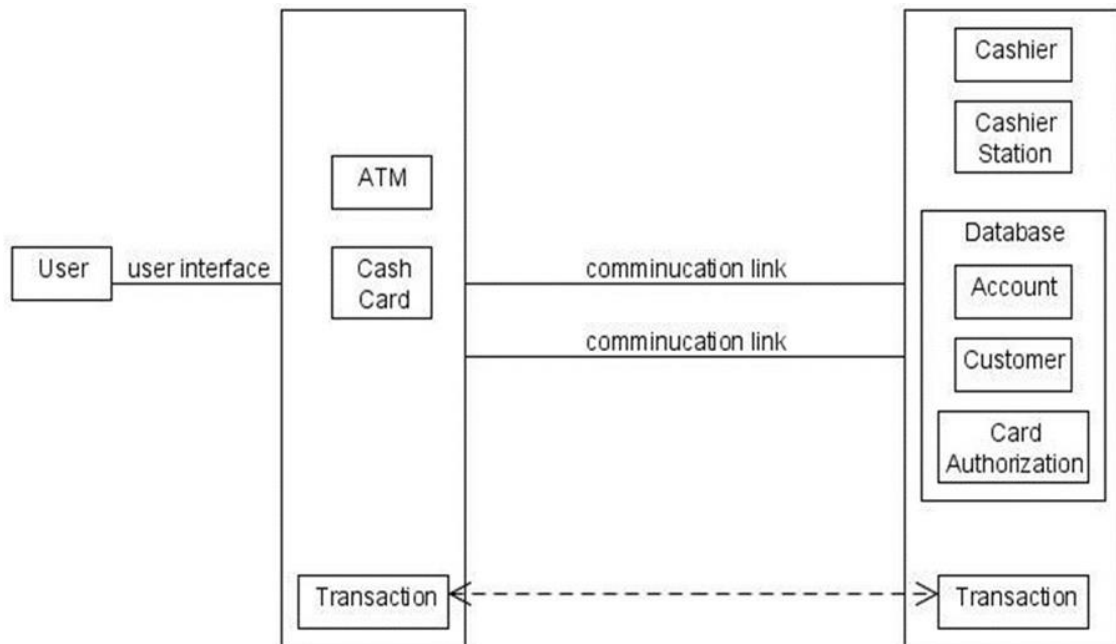 User
user interface
ATM
Cash
Card
Transaction
comminucation link
comminucation link
Cashier
Cashier
Station
Database
Account
Customer
Card
Authorization
Transaction